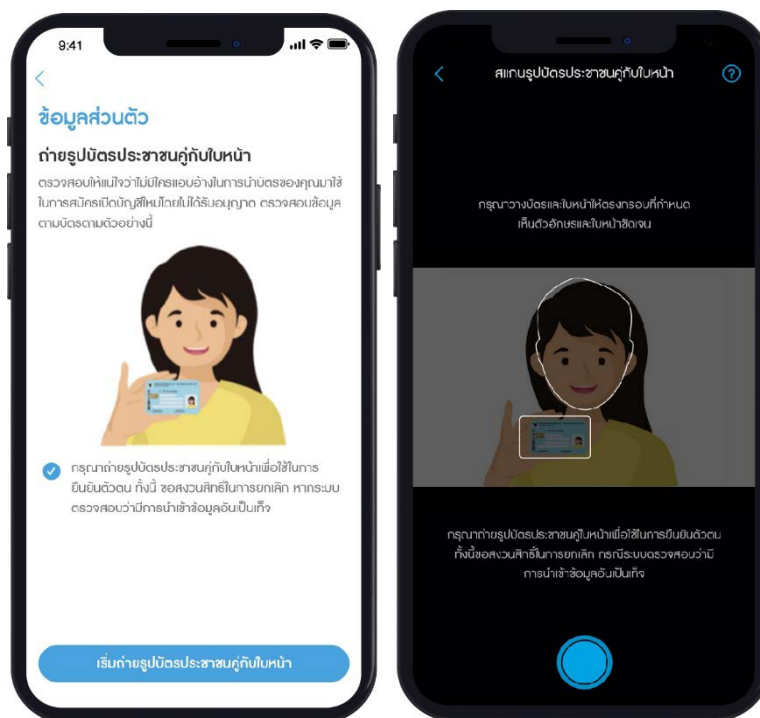 9:41
ข้อมูลส่วนตัว
ถ่ายรูปบัตรประชาชนคู่กับใบหน้า
ตรวจสอบให้แน่ใจว่าไม่มีใครแอบอ้างในการนำบัตรของคุณมาใช้
ในการสมัครเปิดบัญชีใหม่โดยไม่ได้รับอนุญาต ตรวจสอบข้อมูล
ตามบัตรตามตัวอย่างนี้
กรุณาถ่ายรูปบัตรประชาชนคู่กับใบหน้าเพื่อใช้ในการ
ยืนยันตัวตน ทั้งนี้ ขอสงวนสิทธิ์ในการยกเลิก หากระบบ
ตรวจสอบว่ามีการนำเข้าข้อมูลอันเป็นเท็จ
เริ่มถ่ายรูปบัตรประชาชนคู่กับใบหน้า
สแกนรูปบัตรประชาชนคู่กับใบหน้า
?
กรุณาวางบัตรและใบหน้าให้ตรงกรอบที่กำหนด
เห็นตัวอักษรและใบหน้าชัดเจน
กรุณาถ่ายรูปบัตรประชาชนคู่ใบหน้าเพื่อใช้ในการยืนยันตัวตน
ทั้งนี้ขอสงวนสิทธิ์ในการยกเลิก กรณีระบบตรวจสอบว่ามี
การนำเข้าข้อมูลอันเป็นเท็จ